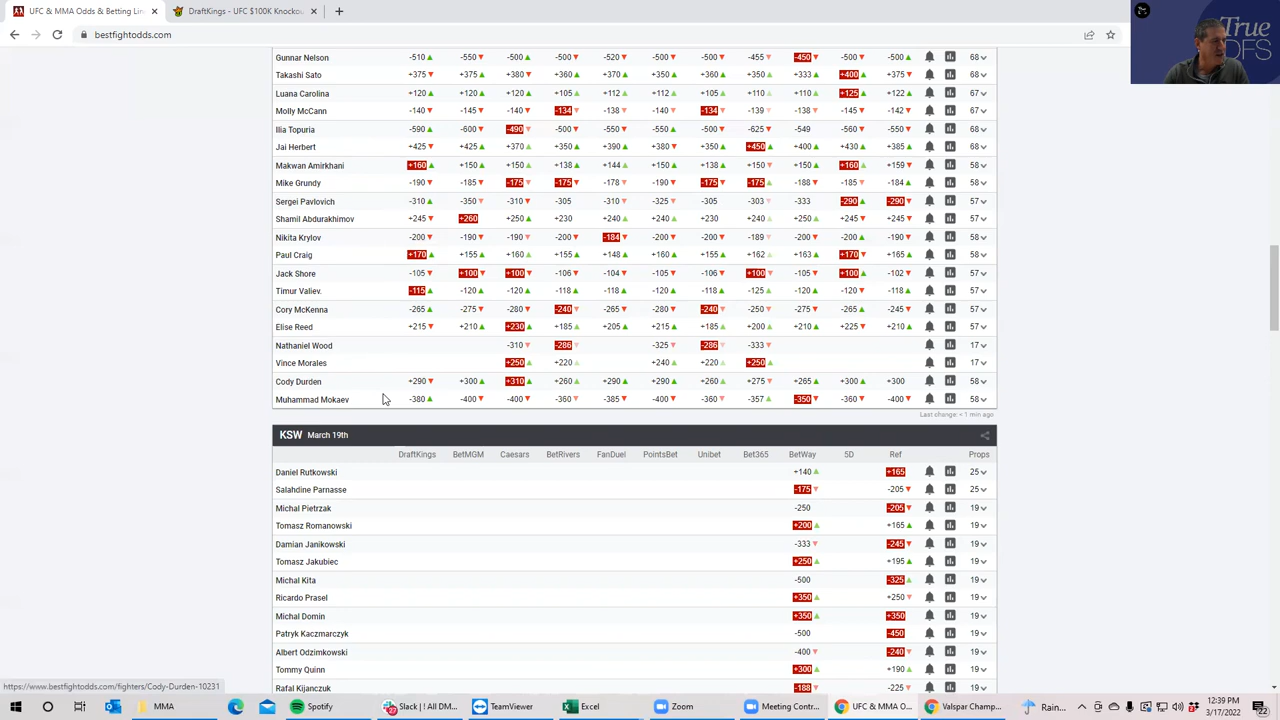 UFC & MMA Odds & Betting Lin × DraftKings - UFC $100K Knockou × +
bestfightodds.com
True
DFS
Gunnar Nelson -510 -550 -500 -500 -520 -500 -500 -455 -450 -500 -500 68
Takashi Sato +375 +375 +380 +360 +370 +350 +360 +350 +333 +400 +375 68
Luana Carolina +120 +120 +120 +105 +112 +112 +105 +110 +110 +125 +122 67
Molly McCann -140 -145 -140 -134 -138 -140 -134 -139 -138 -145 -142 67
Ilia Topuria -590 -600 -490 -500 -550 -550 -500 -625 -549 -560 -550 68
Jai Herbert +425 +425 +370 +350 +390 +380 +350 +450 +400 +430 +385 68
Makwan Amirkhani +160 +150 +150 +138 +144 +150 +138 +150 +150 +160 +159 58
Mike Grundy -190 -185 -175 -175 -178 -190 -175 -175 -188 -185 -184 58
Sergei Pavlovich -310 -350 -310 -305 -310 -325 -305 -303 -333 -290 -290 57
Shamil Abdurakhimov +245 +260 +250 +230 +240 +240 +230 +240 +250 +245 +245 57
Nikita Krylov -200 -190 -190 -200 -184 -200 -200 -189 -200 -200 -190 58
Paul Craig +170 +155 +160 +155 +148 +160 +155 +162 +163 +170 +165 58
Jack Shore -105 +100 +100 -106 -104 -105 -106 +100 -105 +100 -102 57
Timur Valiev. -115 -120 -120 -118 -118 -120 -118 -125 -120 -120 -118 57
Cory McKenna -265 -275 -280 -240 -265 -280 -240 -250 -275 -265 -245 57
Elise Reed +215 +210 +230 +185 +205 +215 +185 +200 +210 +225 +210 57
Nathaniel Wood -310 -286 -325 -286 -333 17
Vince Morales +250 +220 +240 +220 +250 17
Cody Durden +290 +300 +310 +260 +290 +290 +260 +275 +265 +300 +300 58
Muhammad Mokaev -380 -400 -400 -360 -385 -400 -360 -357 -350 -360 -400 58
Last change: < 1 min ago
KSW March 19th
DraftKings BetMGM Caesars BetRivers FanDuel PointsBet Unibet Bet365 BetWay 5D Ref Props
Daniel Rutkowski +140 +165 25
Salahdine Parnasse -175 -205 25
Michal Pietrzak -250 -205 19
Tomasz Romanowski +200 +165 19
Damian Janikowski -333 -245 19
Tomasz Jakubiec +250 +195 19
Michal Kita -500 -325 19
Ricardo Prasel +350 +250 19
Michal Domin +350 +350 19
Patryk Kaczmarczyk -500 -450 19
Albert Odzimkowski -400 -240 19
Tommy Quinn +300 +190 19
Rafal Kijanczuk -188 -225 19
https://www.bestfightodds.com/fighters/Cody-Durden-10231
MMA Spotify Slack | ! All DM... TeamViewer Excel Zoom Meeting Contr... UFC & MMA Od... Valspar Champ... Rain... 12:39 PM
3/17/2022 22